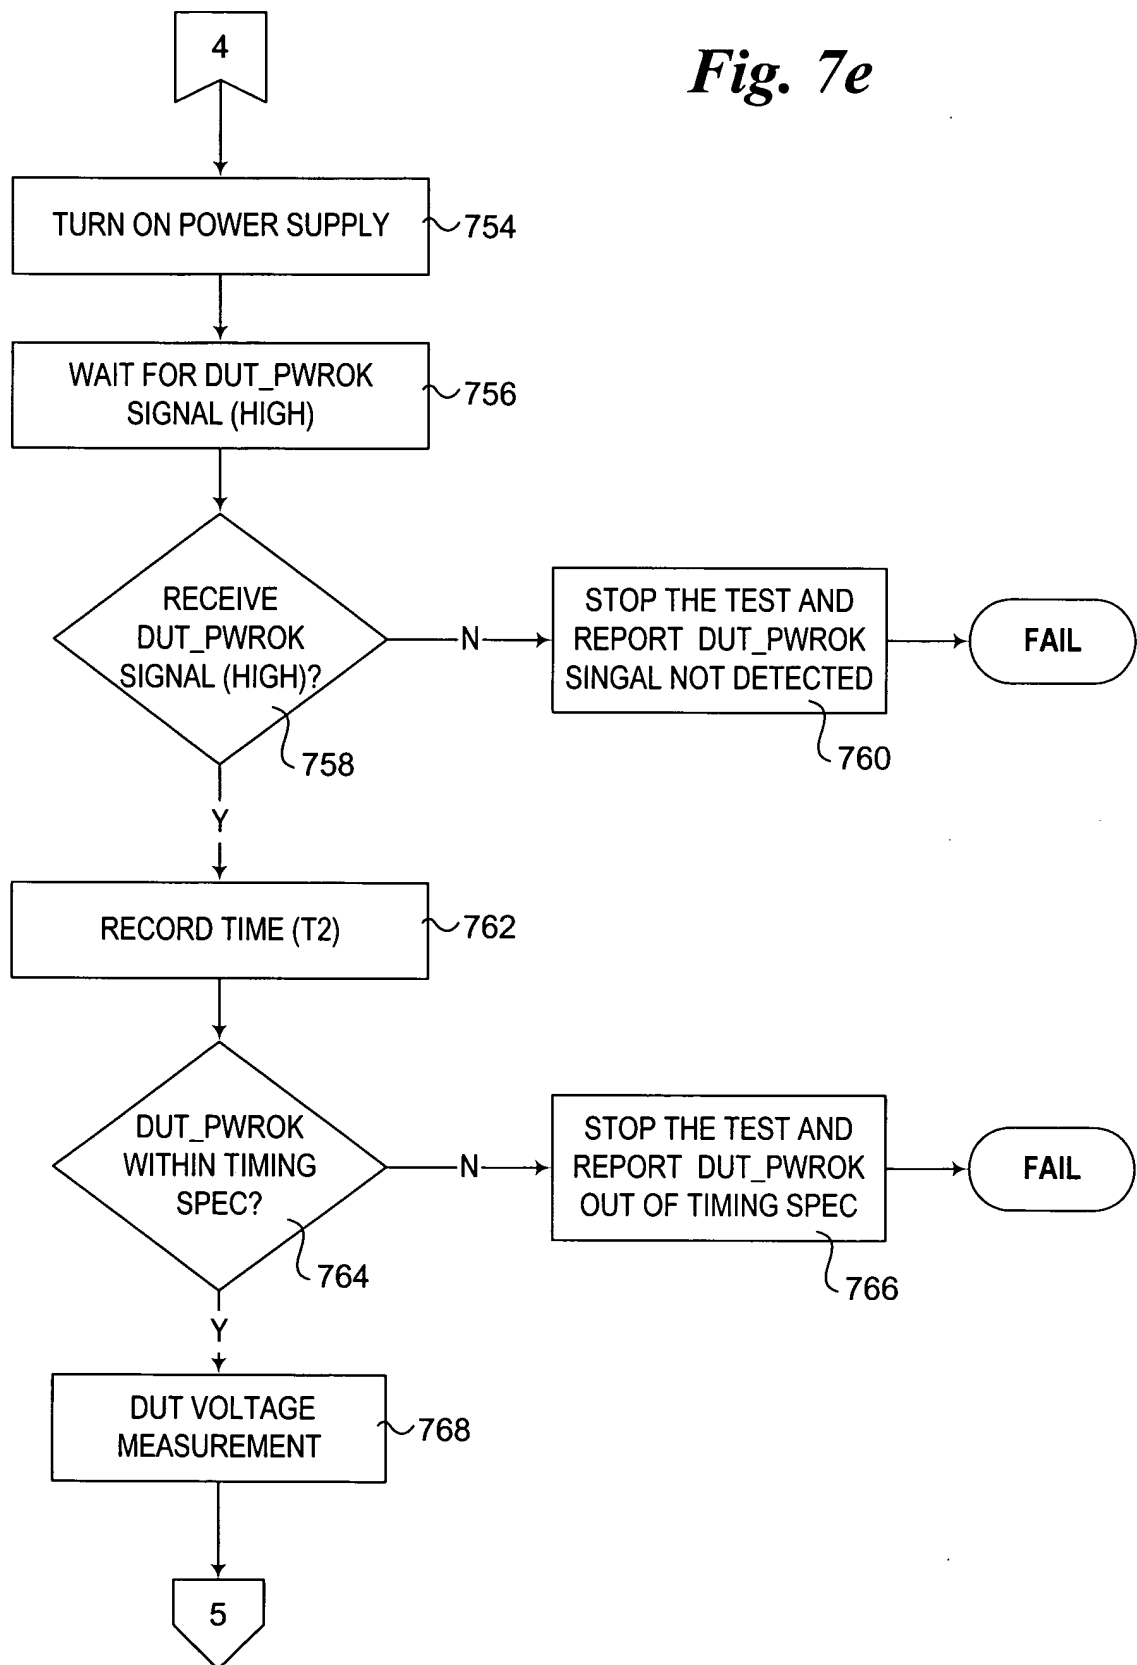 4
Fig. 7e
TURN ON POWER SUPPLY
754
WAIT FOR DUT_PWROK
SIGNAL (HIGH)
756
RECEIVE
DUT_PWROK
SIGNAL (HIGH)?
758
N
STOP THE TEST AND
REPORT DUT_PWROK
SINGAL NOT DETECTED
760
FAIL
Y
RECORD TIME (T2)
762
DUT_PWROK
WITHIN TIMING
SPEC?
764
N
STOP THE TEST AND
REPORT DUT_PWROK
OUT OF TIMING SPEC
766
FAIL
Y
DUT VOLTAGE
MEASUREMENT
768
5